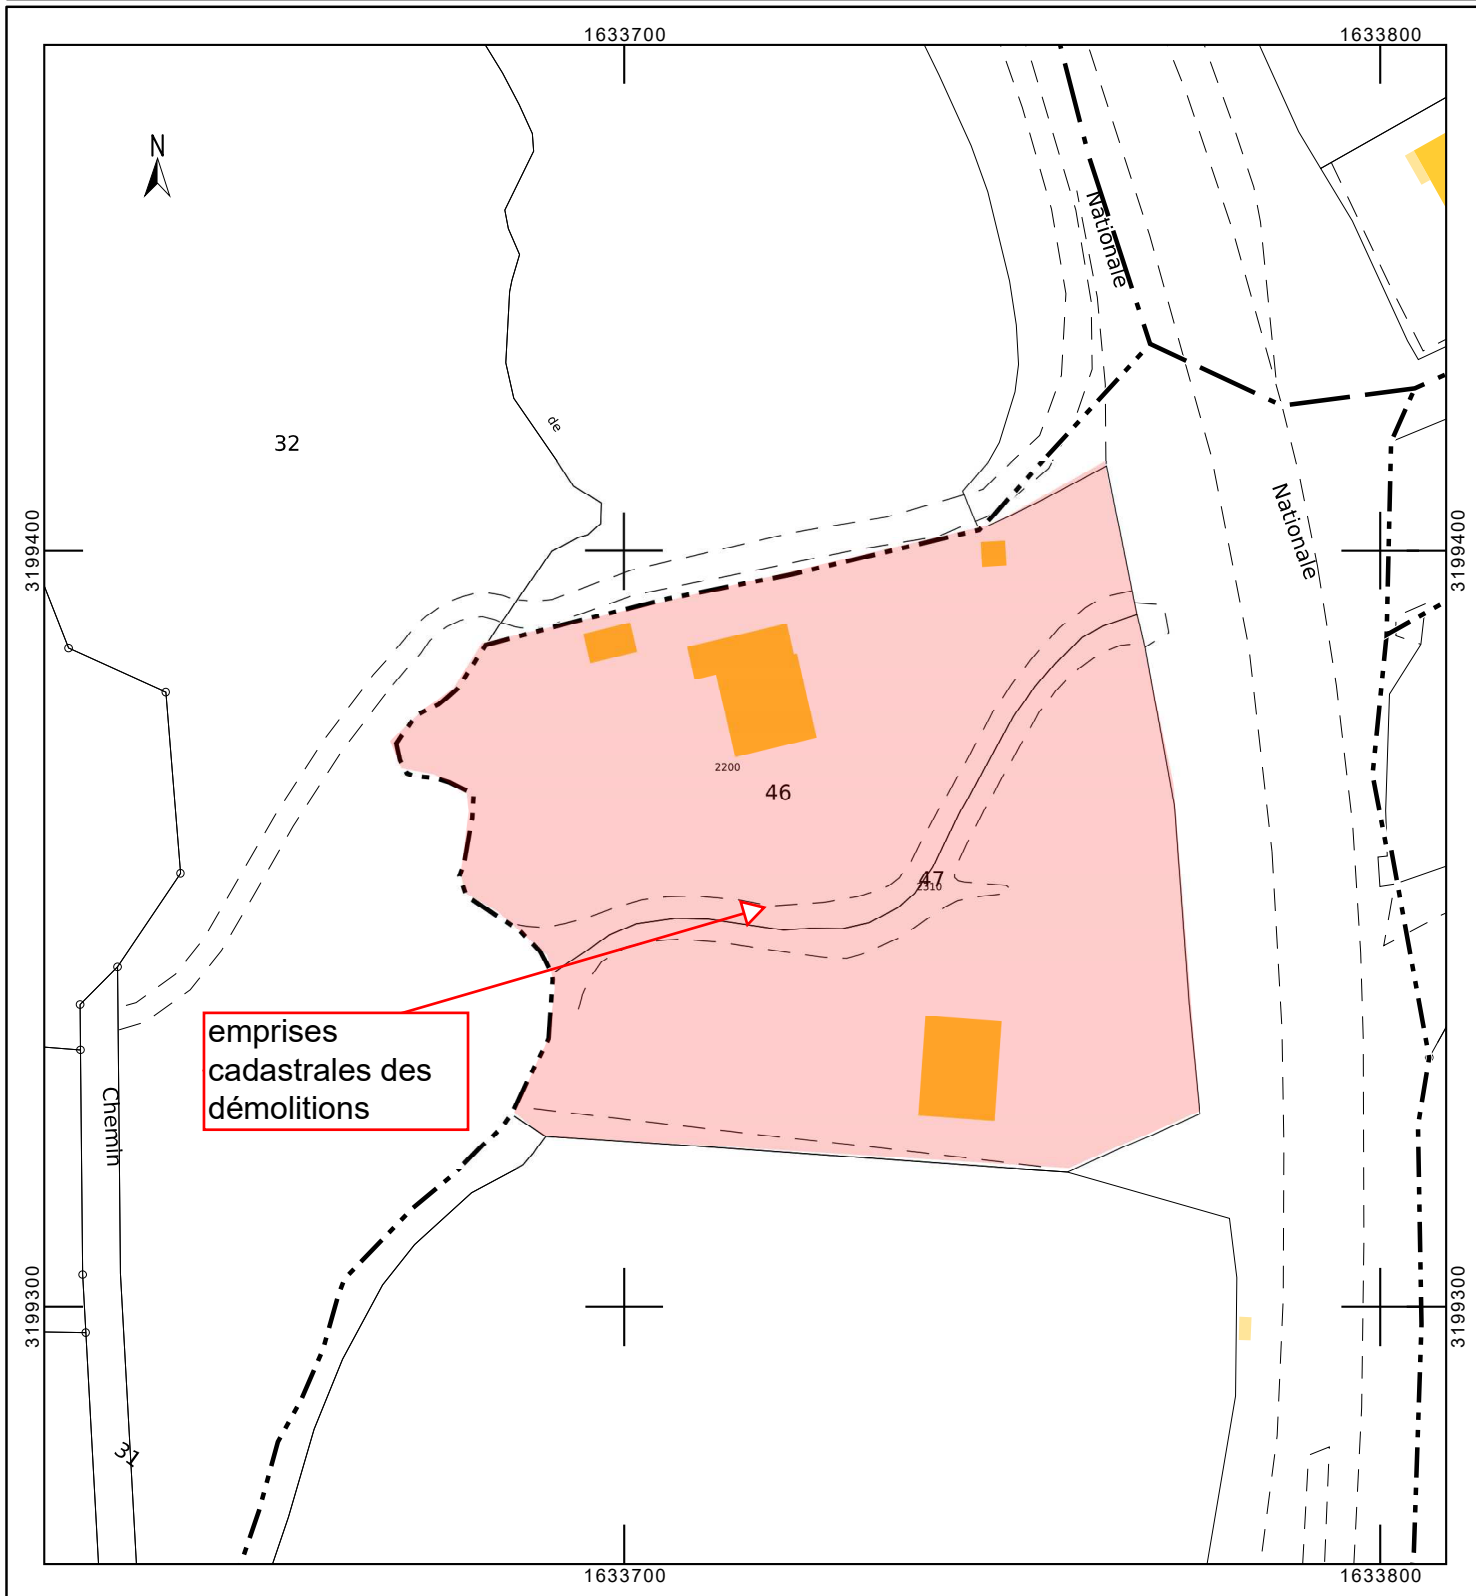 1633700
1633800
N
Nationale
de
32
Nationale
3199400
3199400
2200
46
47
2310
emprises
cadastrales des
démolitions
Chemin
3199300
3199300
31
1633700
1633800